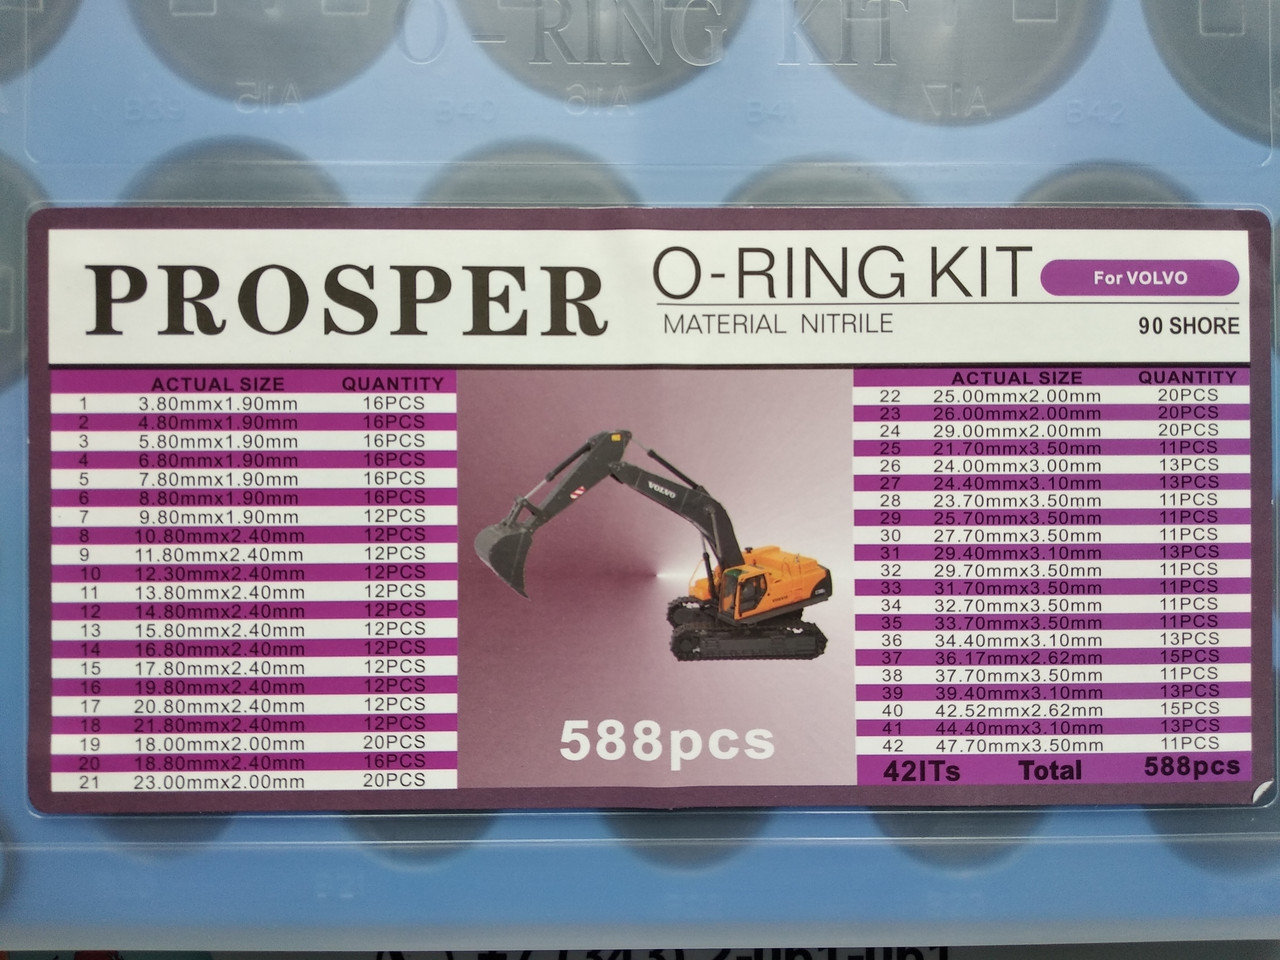 O-RING KIT
B39 A15 B40 A16 B41 A17 B42
PROSPER
O-RING KIT
For VOLVO
MATERIAL NITRILE
90 SHORE
ACTUAL SIZE QUANTITY
1 3.80mmx1.90mm 16PCS
2 4.80mmx1.90mm 16PCS
3 5.80mmx1.90mm 16PCS
4 6.80mmx1.90mm 16PCS
5 7.80mmx1.90mm 16PCS
6 8.80mmx1.90mm 16PCS
7 9.80mmx1.90mm 12PCS
8 10.80mmx2.40mm 12PCS
9 11.80mmx2.40mm 12PCS
10 12.30mmx2.40mm 12PCS
11 13.80mmx2.40mm 12PCS
12 14.80mmx2.40mm 12PCS
13 15.80mmx2.40mm 12PCS
14 16.80mmx2.40mm 12PCS
15 17.80mmx2.40mm 12PCS
16 19.80mmx2.40mm 12PCS
17 20.80mmx2.40mm 12PCS
18 21.80mmx2.40mm 12PCS
19 18.00mmx2.00mm 20PCS
20 18.80mmx2.40mm 16PCS
21 23.00mmx2.00mm 20PCS
VOLVO
588pcs
ACTUAL SIZE QUANTITY
22 25.00mmx2.00mm 20PCS
23 26.00mmx2.00mm 20PCS
24 29.00mmx2.00mm 20PCS
25 21.70mmx3.50mm 11PCS
26 24.00mmx3.00mm 13PCS
27 24.40mmx3.10mm 13PCS
28 23.70mmx3.50mm 11PCS
29 25.70mmx3.50mm 11PCS
30 27.70mmx3.50mm 11PCS
31 29.40mmx3.10mm 13PCS
32 29.70mmx3.50mm 11PCS
33 31.70mmx3.50mm 11PCS
34 32.70mmx3.50mm 11PCS
35 33.70mmx3.50mm 11PCS
36 34.40mmx3.10mm 13PCS
37 36.17mmx2.62mm 15PCS
38 37.70mmx3.50mm 11PCS
39 39.40mmx3.10mm 13PCS
40 42.52mmx2.62mm 15PCS
41 44.40mmx3.10mm 13PCS
42 47.70mmx3.50mm 11PCS
42ITs Total 588pcs